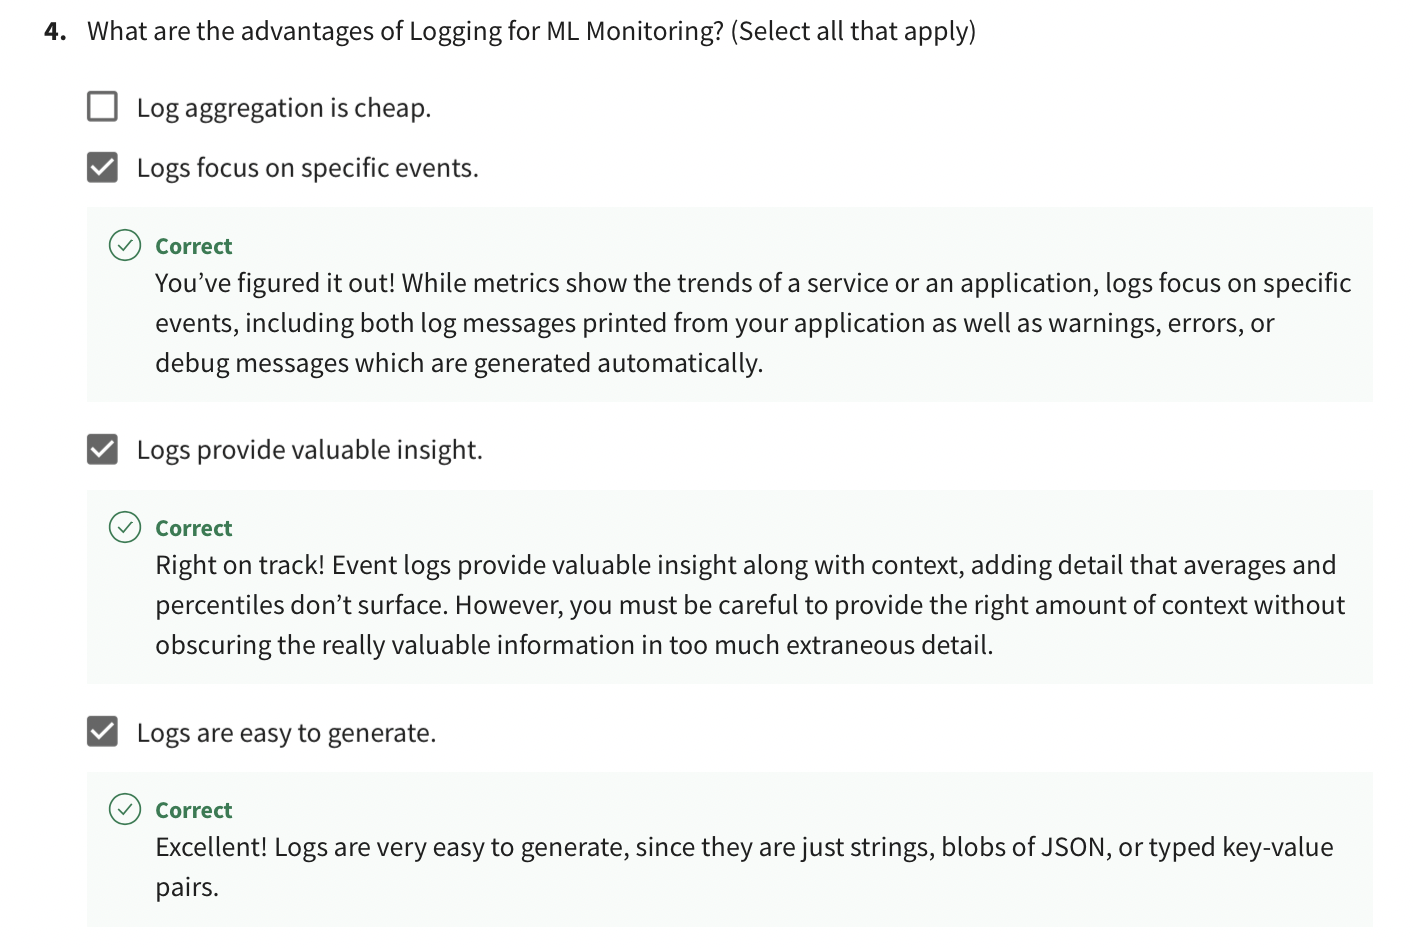 4. What are the advantages of Logging for ML Monitoring? (Select all that apply)
Log aggregation is cheap.
Logs focus on specific events.
Correct
You’ve figured it out! While metrics show the trends of a service or an application, logs focus on specific
events, including both log messages printed from your application as well as warnings, errors, or
debug messages which are generated automatically.
Logs provide valuable insight.
Correct
Right on track! Event logs provide valuable insight along with context, adding detail that averages and
percentiles don’t surface. However, you must be careful to provide the right amount of context without
obscuring the really valuable information in too much extraneous detail.
Logs are easy to generate.
Correct
Excellent! Logs are very easy to generate, since they are just strings, blobs of JSON, or typed key-value
pairs.